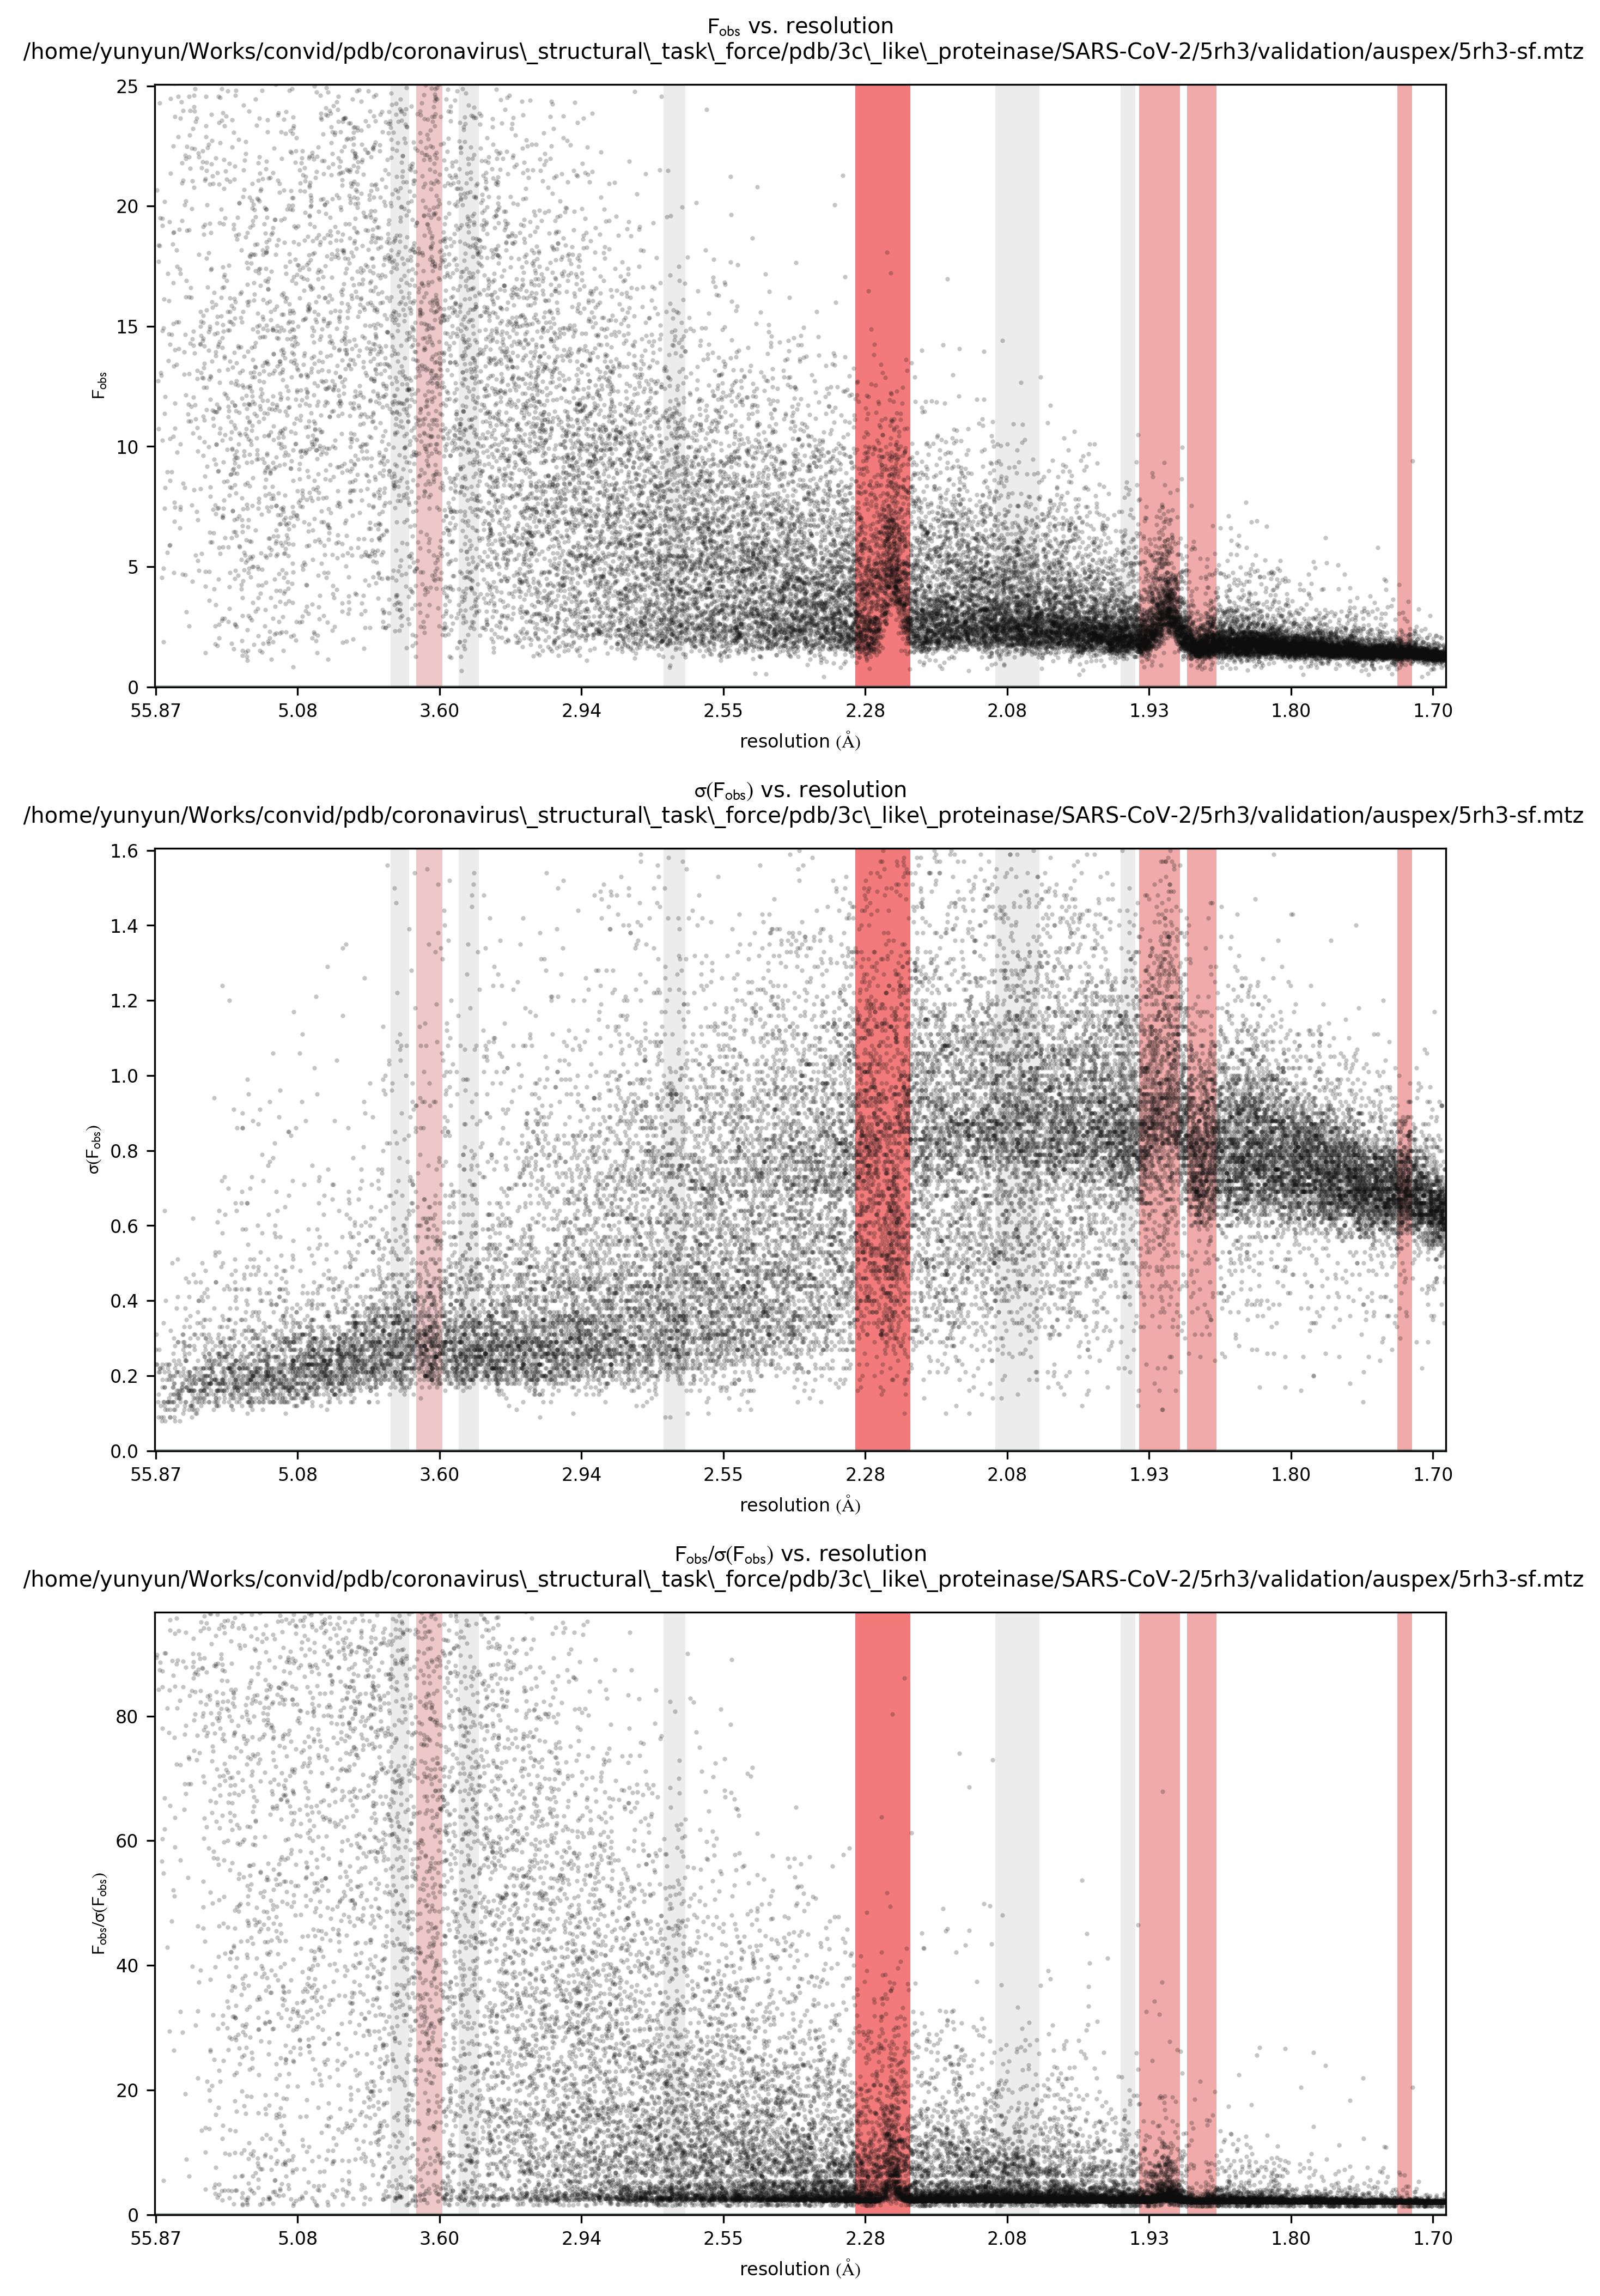 Fobs vs. resolution
/home/yunyun/Works/convid/pdb/coronavirus\_structural\_task\_force/pdb/3c\_like\_proteinase/SARS-CoV-2/5rh3/validation/auspex/5rh3-sf.mtz
25
20
15
10
5
0
Fobs
55.87 5.08 3.60 2.94 2.55 2.28 2.08 1.93 1.80 1.70
resolution (Å)
σ(Fobs) vs. resolution
/home/yunyun/Works/convid/pdb/coronavirus\_structural\_task\_force/pdb/3c\_like\_proteinase/SARS-CoV-2/5rh3/validation/auspex/5rh3-sf.mtz
1.6
1.4
1.2
1.0
0.8
0.6
0.4
0.2
0.0
σ(Fobs)
55.87 5.08 3.60 2.94 2.55 2.28 2.08 1.93 1.80 1.70
resolution (Å)
Fobs/σ(Fobs) vs. resolution
/home/yunyun/Works/convid/pdb/coronavirus\_structural\_task\_force/pdb/3c\_like\_proteinase/SARS-CoV-2/5rh3/validation/auspex/5rh3-sf.mtz
80
60
40
20
0
Fobs/σ(Fobs)
55.87 5.08 3.60 2.94 2.55 2.28 2.08 1.93 1.80 1.70
resolution (Å)